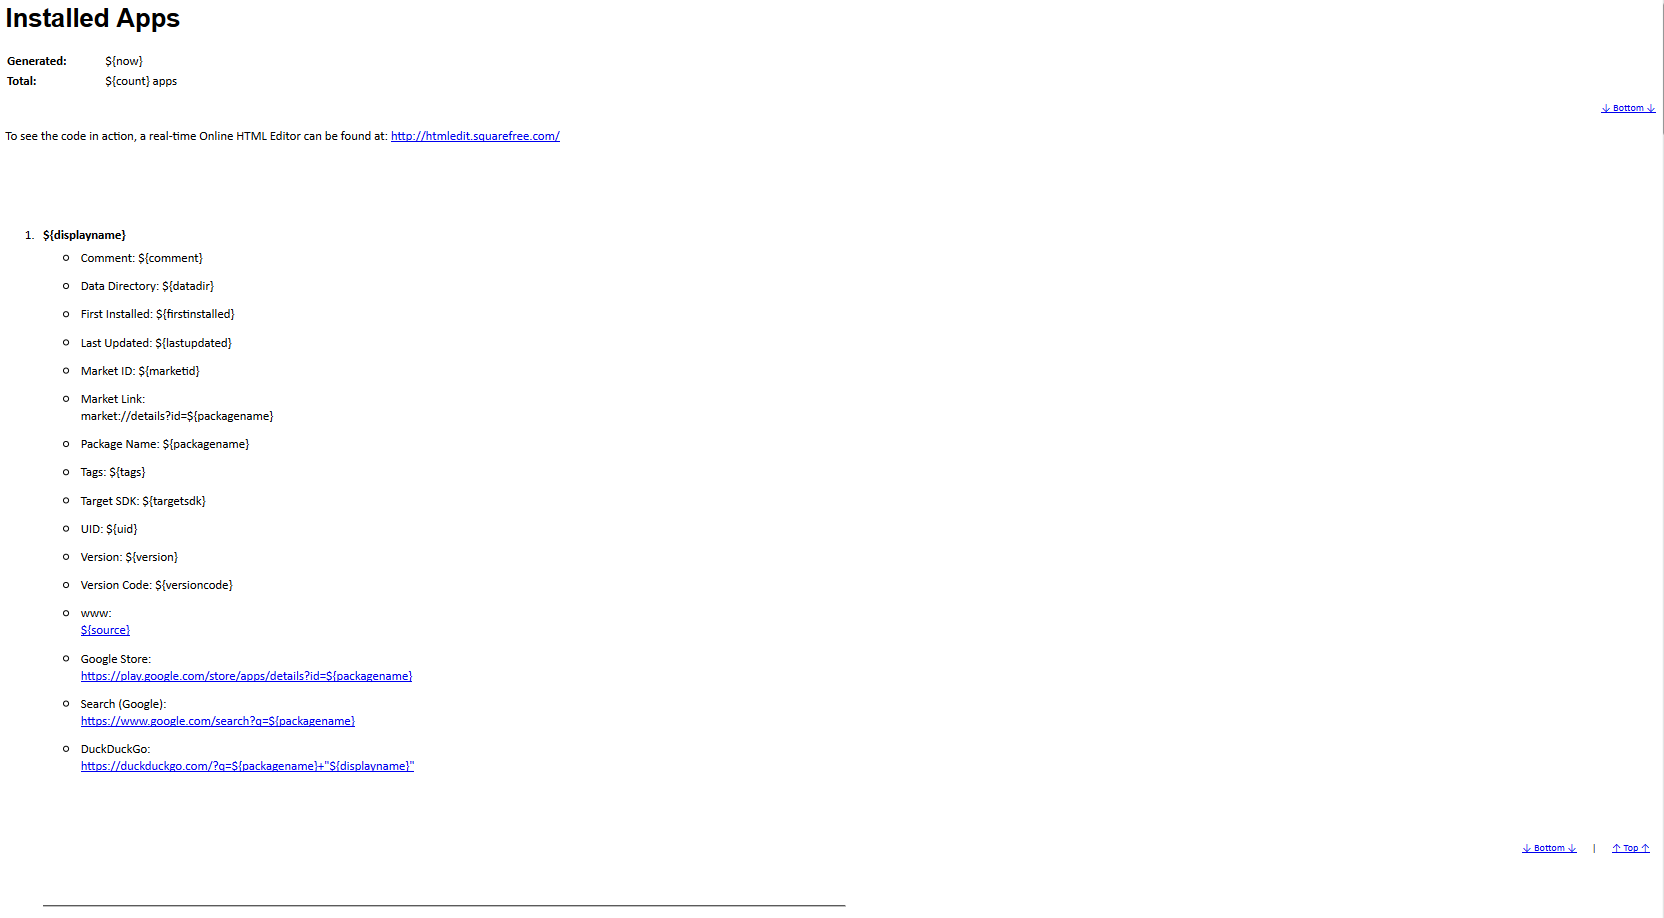 Installed Apps
Generated: ${now}
Total: ${count} apps
↓ Bottom ↓
To see the code in action, a real-time Online HTML Editor can be found at: http://htmledit.squarefree.com/
1. ${displayname}
Comment: ${comment}
Data Directory: ${datadir}
First Installed: ${firstinstalled}
Last Updated: ${lastupdated}
Market ID: ${marketid}
Market Link:
market://details?id=${packagename}
Package Name: ${packagename}
Tags: ${tags}
Target SDK: ${targetsdk}
UID: ${uid}
Version: ${version}
Version Code: ${versioncode}
www:
${source}
Google Store:
https://play.google.com/store/apps/details?id=${packagename}
Search (Google):
https://www.google.com/search?q=${packagename}
DuckDuckGo:
https://duckduckgo.com/?q=${packagename}+"${displayname}"
↓ Bottom ↓ | ↑ Top ↑